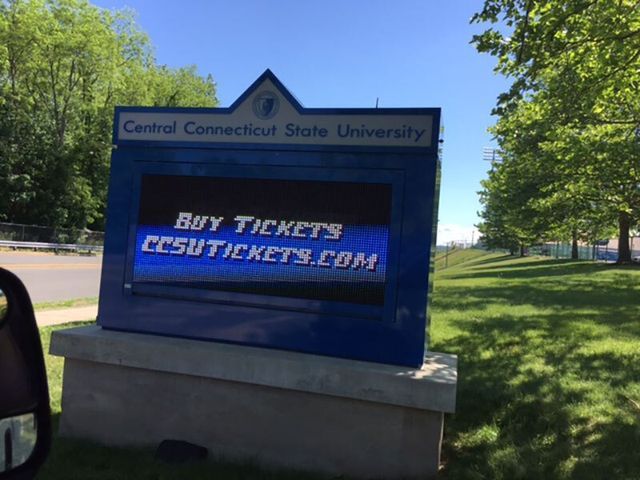 Central Connecticut State University
BUY TICKETS
CCSUTICKETS.COM